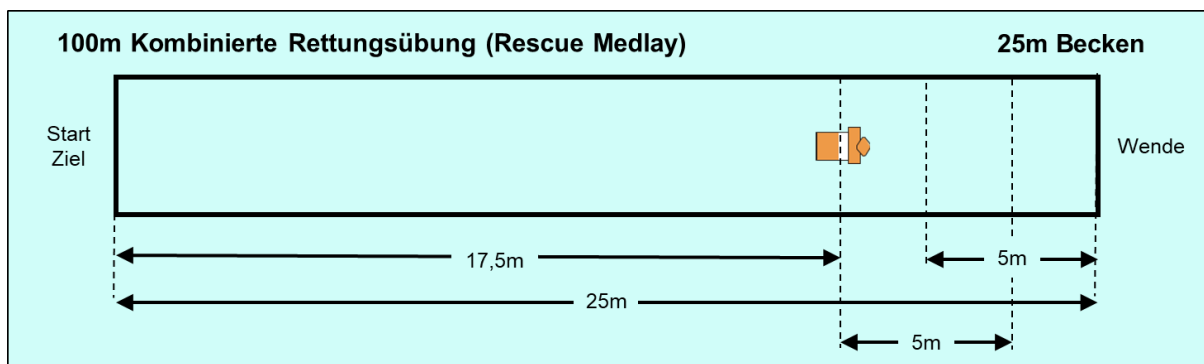 100m Kombinierte Rettungsübung (Rescue Medlay)
25m Becken
Start
Ziel
Wende
17,5m
5m
25m
5m